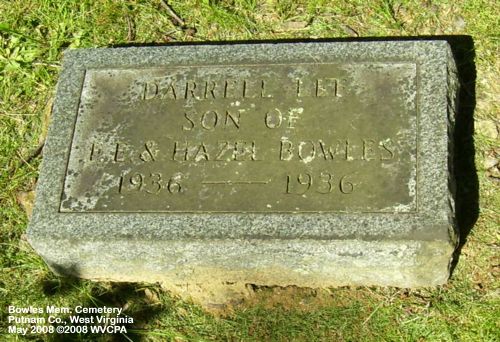 DARRELL LEE
SON OF
F.E & HAZEL BOWLES
1936 — 1936
Bowles Mem. Cemetery
Putnam Co., West Virginia
May 2008 ©2008 WVCPA